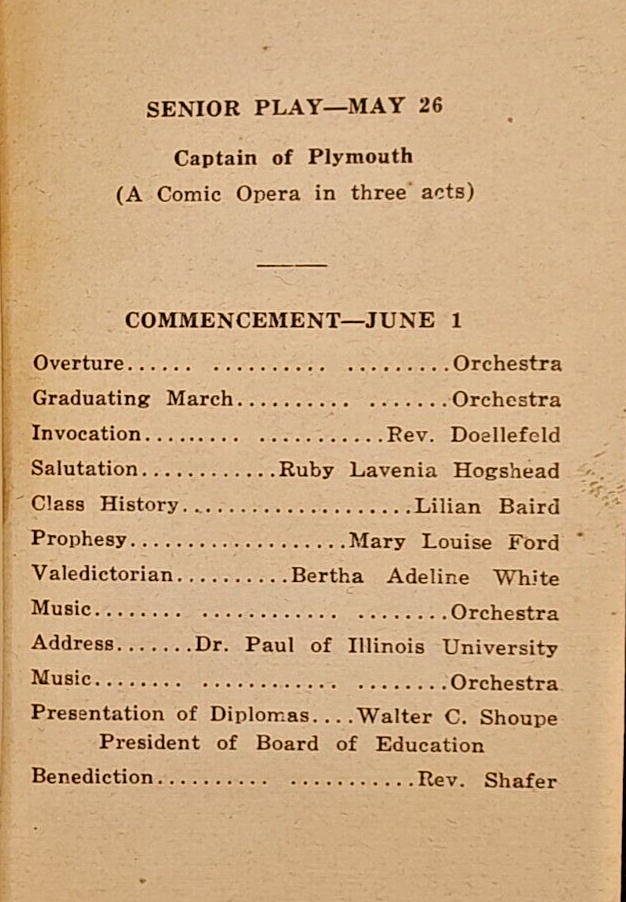 SENIOR PLAY—MAY 26
Captain of Plymouth
(A Comic Opera in three acts)
COMMENCEMENT—JUNE 1
Overture...... .......... .........Orchestra
Graduating March.......... .......Orchestra
Invocation......... ............Rev. Doellefeld
Salutation............Ruby Lavenia Hogshead
Class History....................Lilian Baird
Prophesy...................Mary Louise Ford
Valedictorian..........Bertha Adeline White
Music........ ............ ........Orchestra
Address.......Dr. Paul of Illinois University
Music........ ............ ........Orchestra
Presentation of Diplomas....Walter C. Shoupe
President of Board of Education
Benediction.......... ...........Rev. Shafer